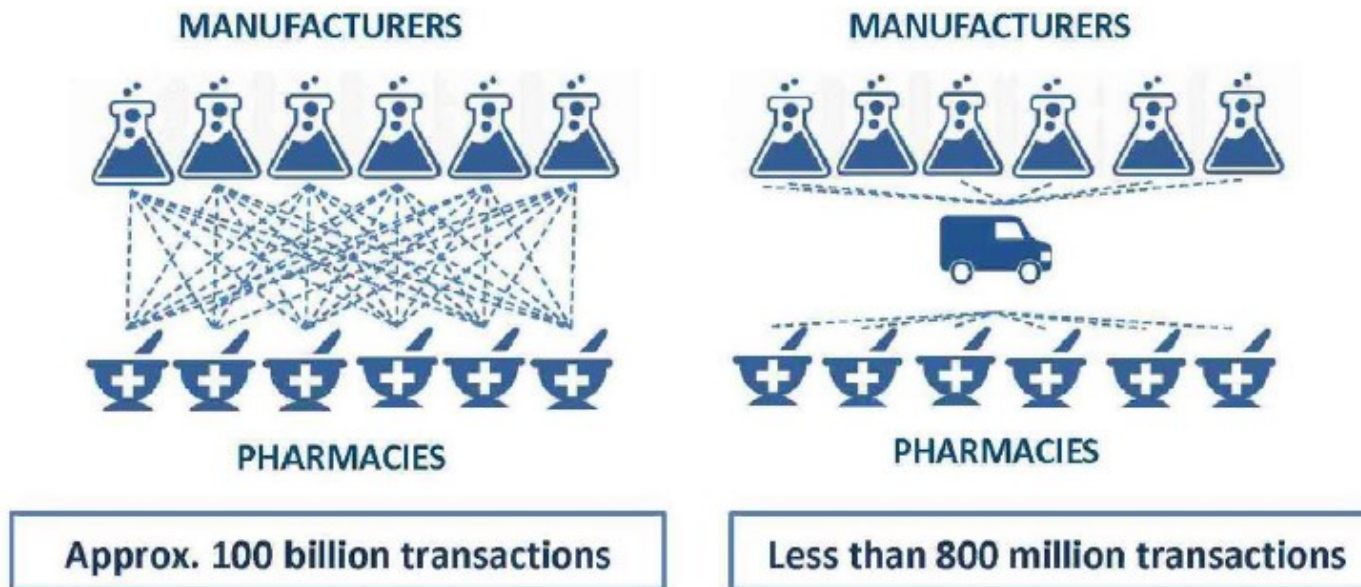 MANUFACTURERS
MANUFACTURERS
PHARMACIES
PHARMACIES
Approx. 100 billion transactions
Less than 800 million transactions